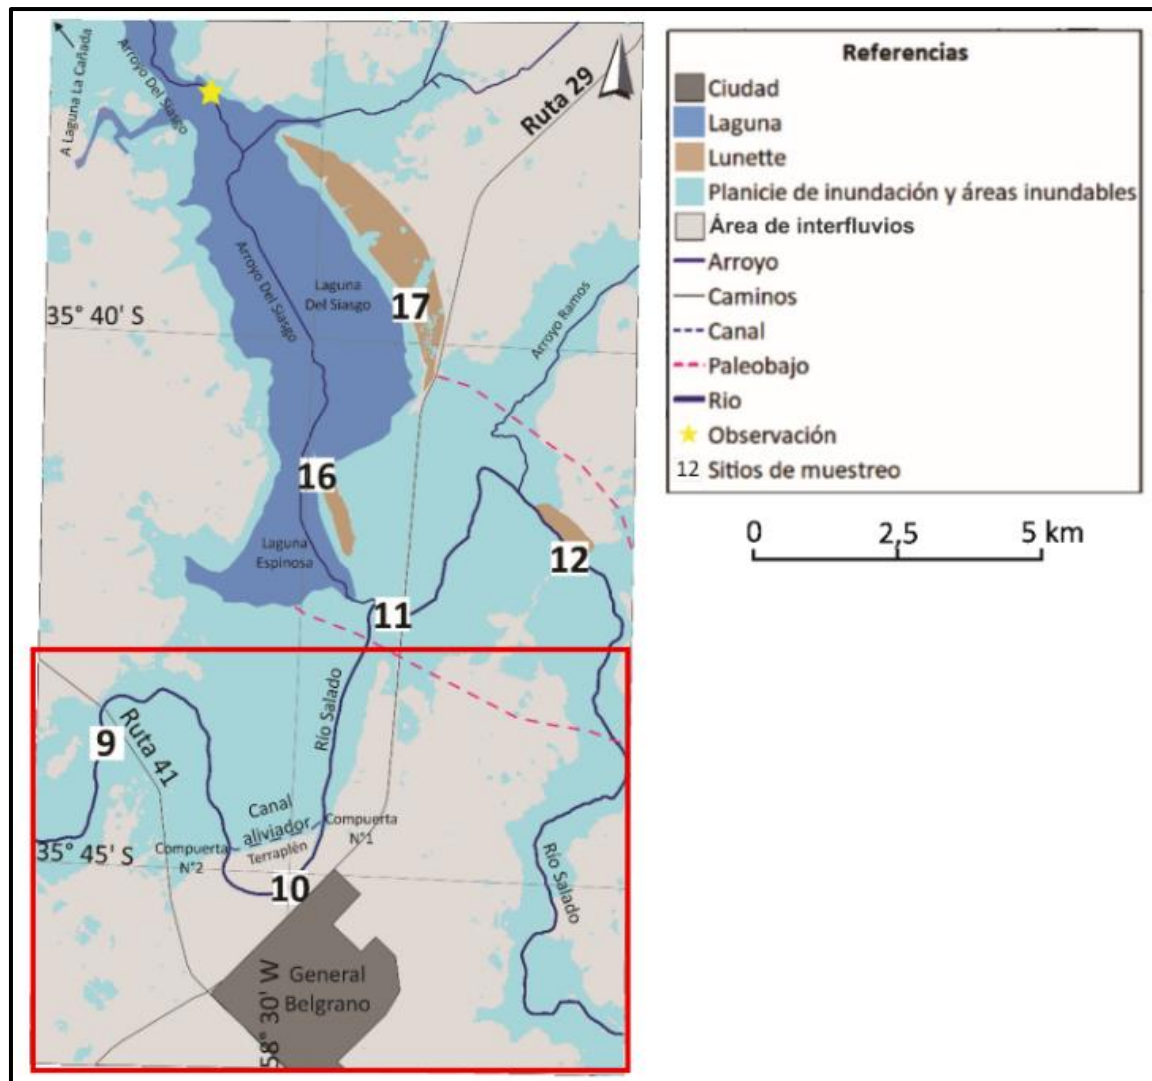 A Laguna La Cañada
Arroyo Del Siasgo
Ruta 29
Arroyo Del Siasgo
Laguna
Del Siasgo
17
35° 40' S
Arroyo Ramos
16
Laguna
Espinosa
12
11
Río Salado
9
Ruta 41
Canal
aliviador
Terraplén
Compuerta
N°1
Compuerta
N°2
35° 45' S
10
Río Salado
General
Belgrano
58° 30' W
Referencias
Ciudad
Laguna
Lunette
Planicie de inundación y áreas inundables
Área de interfluvios
Arroyo
Caminos
Canal
Paleobajo
Rio
Observación
12 Sitios de muestreo
0 2,5 5 km